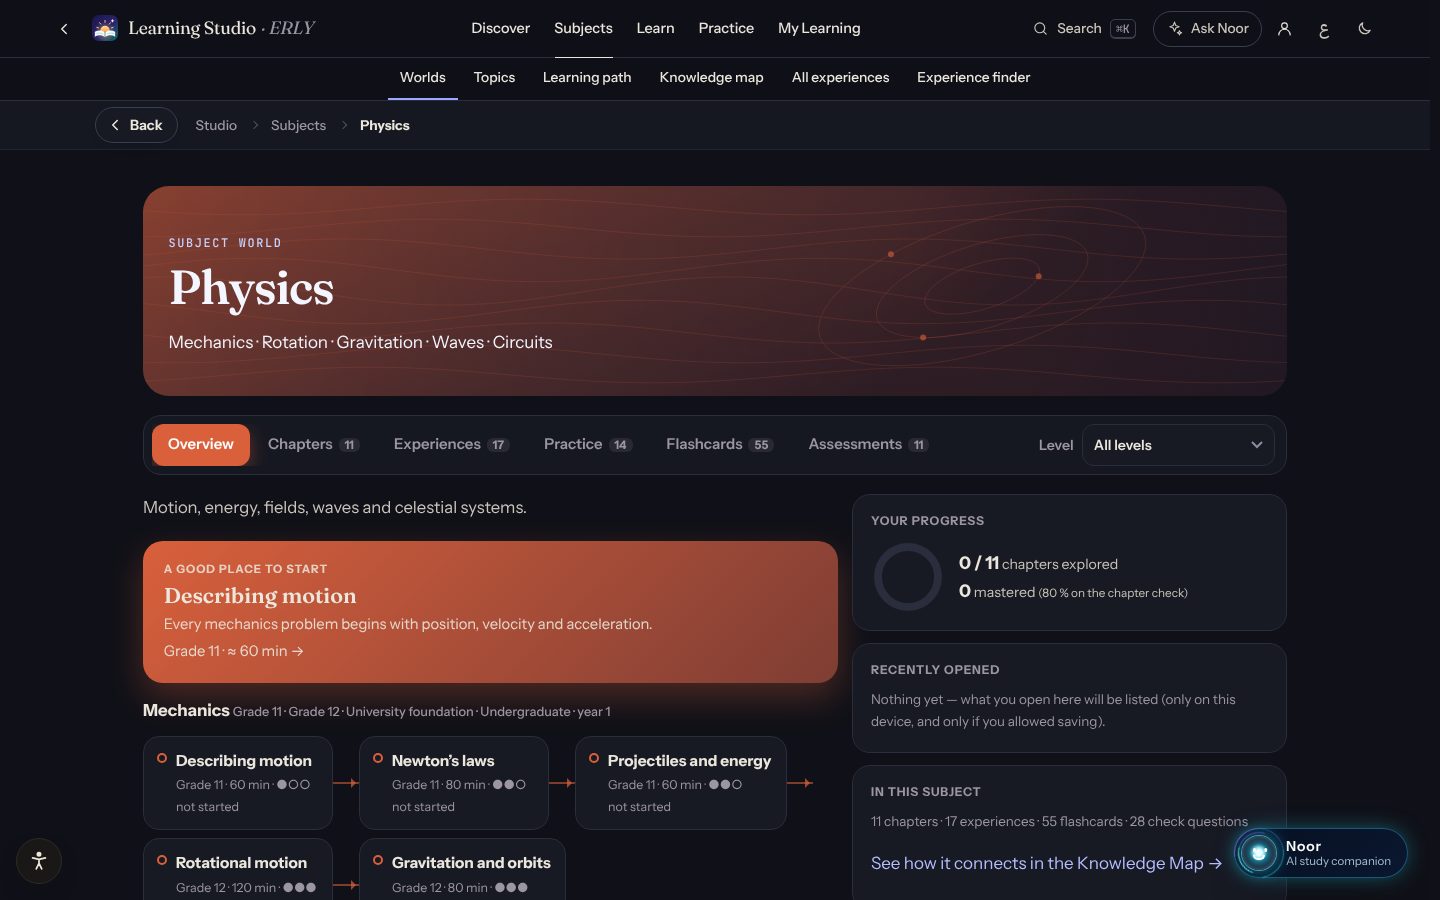 Learning Studio · ERLY
Discover Subjects Learn Practice My Learning
Search ⌘K Ask Noor ع
Worlds Topics Learning path Knowledge map All experiences Experience finder
Back Studio Subjects Physics
SUBJECT WORLD
Physics
Mechanics · Rotation · Gravitation · Waves · Circuits
Overview Chapters 11 Experiences 17 Practice 14 Flashcards 55 Assessments 11 Level All levels
Motion, energy, fields, waves and celestial systems.
A GOOD PLACE TO START
Describing motion
Every mechanics problem begins with position, velocity and acceleration.
Grade 11 · ≈ 60 min →
Mechanics Grade 11 · Grade 12 · University foundation · Undergraduate · year 1
Describing motion
Grade 11 · 60 min · ●○○
not started
Newton’s laws
Grade 11 · 80 min · ●●○
not started
Projectiles and energy
Grade 11 · 60 min · ●●○
not started
Rotational motion
Grade 12 · 120 min · ●●●
Gravitation and orbits
Grade 12 · 80 min · ●●●
YOUR PROGRESS
0 / 11 chapters explored
0 mastered (80 % on the chapter check)
RECENTLY OPENED
Nothing yet — what you open here will be listed (only on this
device, and only if you allowed saving).
IN THIS SUBJECT
11 chapters · 17 experiences · 55 flashcards · 28 check questions
See how it connects in the Knowledge Map →
Noor
AI study companion